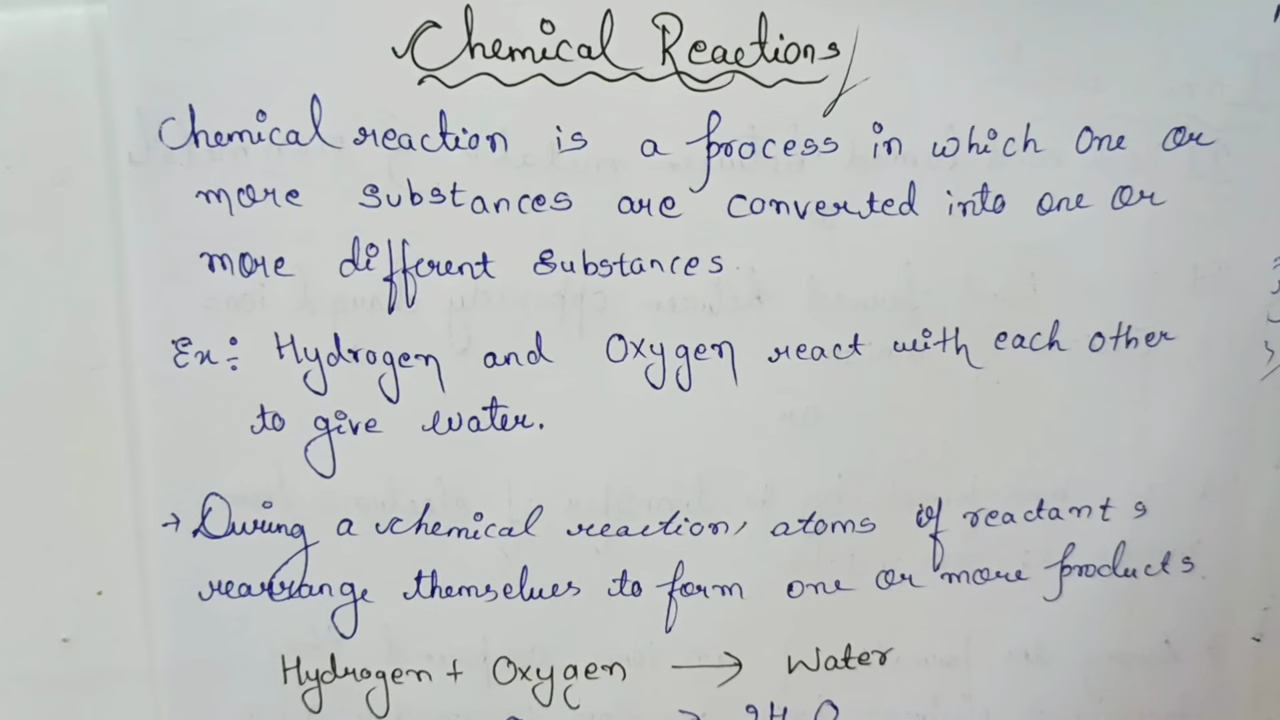 Chemical Reactions
Chemical reaction is a process in which one or
more substances are converted into one or
more different substances.
Ex: Hydrogen and Oxygen react with each other
to give water.
→ During a chemical reaction, atoms of reactants
rearrange themselves to form one or more products.
Hydrogen + Oxygen → Water
→ 2H₂O